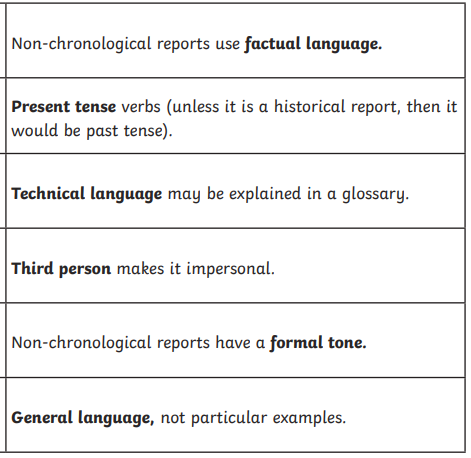 Non-chronological reports use factual language.
Present tense verbs (unless it is a historical report, then it
would be past tense).
Technical language may be explained in a glossary.
Third person makes it impersonal.
Non-chronological reports have a formal tone.
General language, not particular examples.